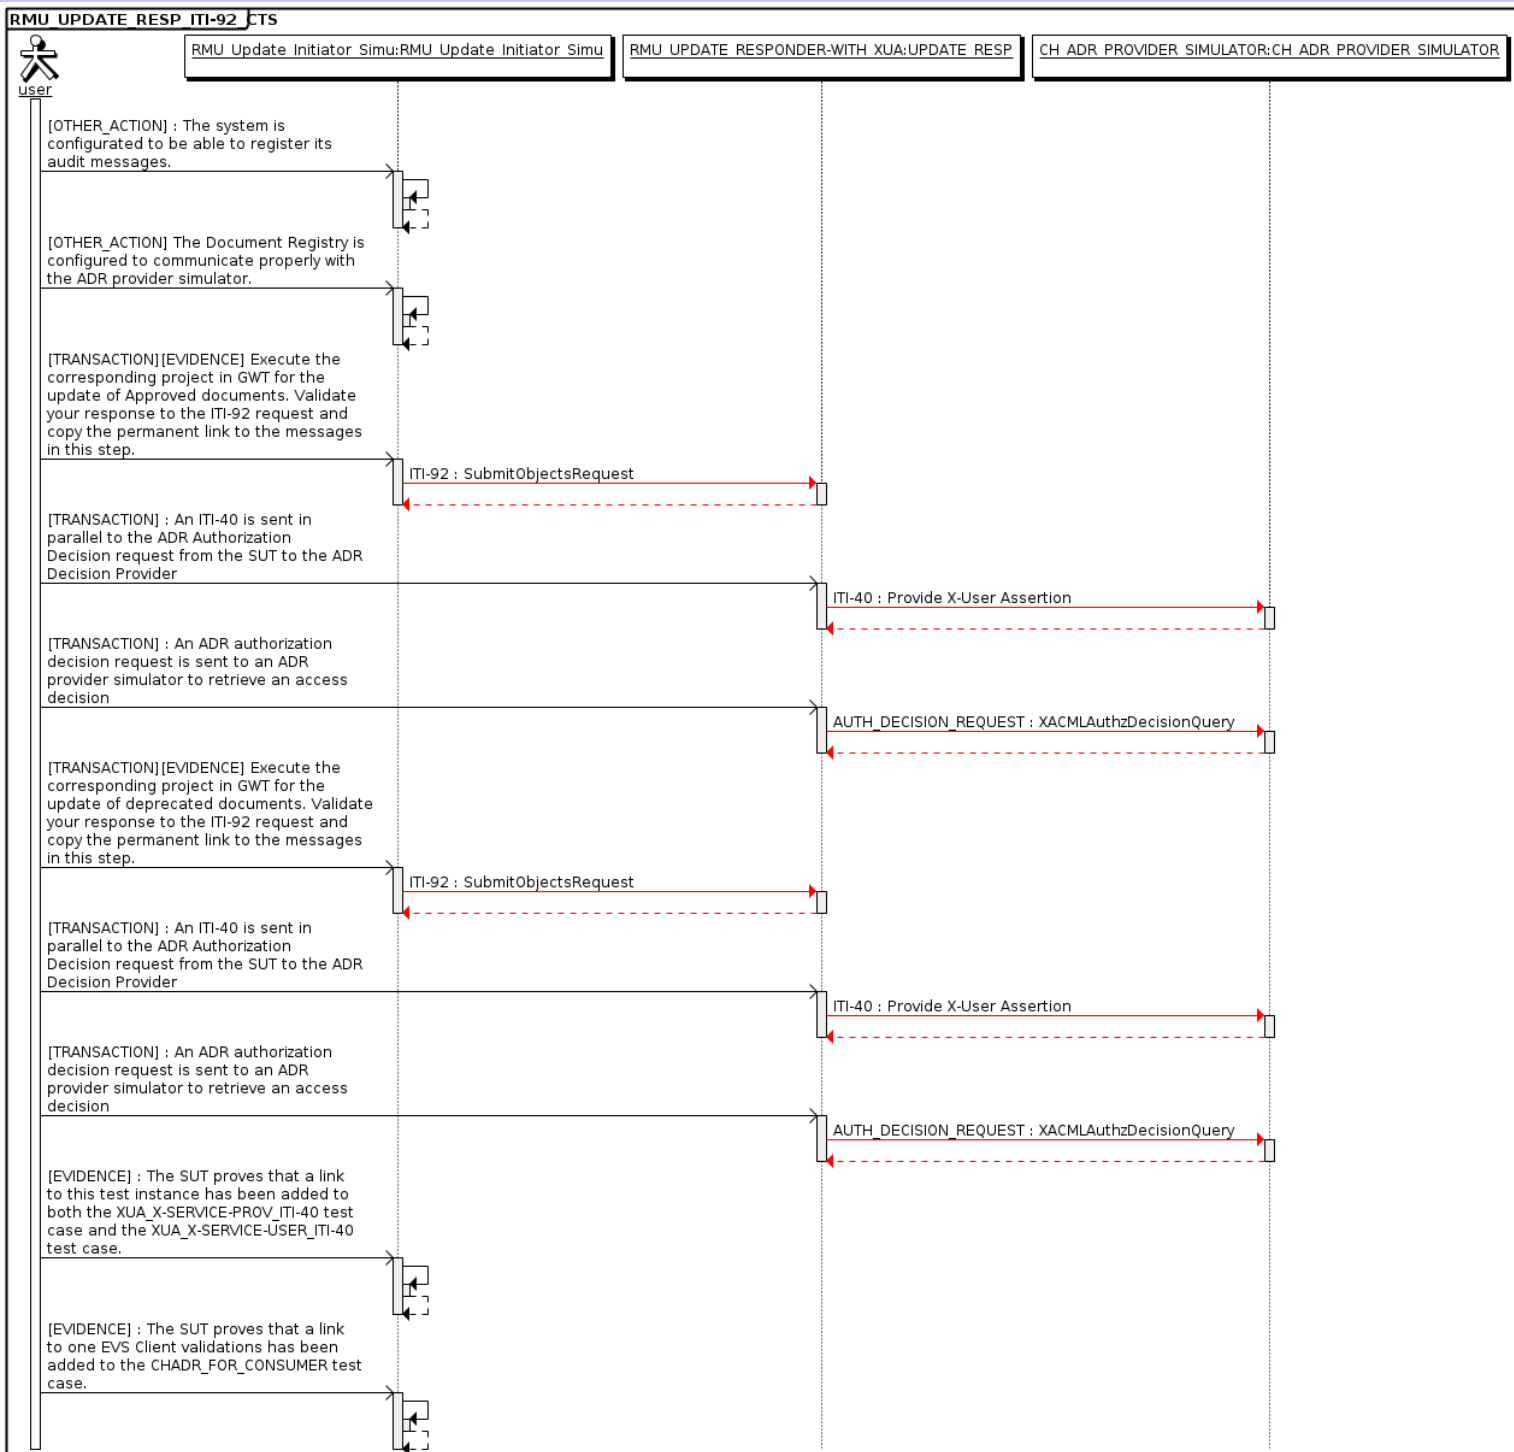 RMU_UPDATE_RESP_ITI-92_CTS
RMU_Update_Initiator_Simu:RMU_Update_Initiator_Simu
RMU_UPDATE_RESPONDER-WITH_XUA:UPDATE_RESP
CH_ADR_PROVIDER_SIMULATOR:CH_ADR_PROVIDER_SIMULATOR
user
[OTHER_ACTION] : The system is
configurated to be able to register its
audit messages.
[OTHER_ACTION] The Document Registry is
configured to communicate properly with
the ADR provider simulator.
[TRANSACTION][EVIDENCE] Execute the
corresponding project in GWT for the
update of Approved documents. Validate
your response to the ITI-92 request and
copy the permanent link to the messages
in this step.
ITI-92 : SubmitObjectsRequest
[TRANSACTION] : An ITI-40 is sent in
parallel to the ADR Authorization
Decision request from the SUT to the ADR
Decision Provider
ITI-40 : Provide X-User Assertion
[TRANSACTION] : An ADR authorization
decision request is sent to an ADR
provider simulator to retrieve an access
decision
AUTH_DECISION_REQUEST : XACMLAuthzDecisionQuery
[TRANSACTION][EVIDENCE] Execute the
corresponding project in GWT for the
update of deprecated documents. Validate
your response to the ITI-92 request and
copy the permanent link to the messages
in this step.
ITI-92 : SubmitObjectsRequest
[TRANSACTION] : An ITI-40 is sent in
parallel to the ADR Authorization
Decision request from the SUT to the ADR
Decision Provider
ITI-40 : Provide X-User Assertion
[TRANSACTION] : An ADR authorization
decision request is sent to an ADR
provider simulator to retrieve an access
decision
AUTH_DECISION_REQUEST : XACMLAuthzDecisionQuery
[EVIDENCE] : The SUT proves that a link
to this test instance has been added to
both the XUA_X-SERVICE-PROV_ITI-40 test
case and the XUA_X-SERVICE-USER_ITI-40
test case.
[EVIDENCE] : The SUT proves that a link
to one EVS Client validations has been
added to the CHADR_FOR_CONSUMER test
case.